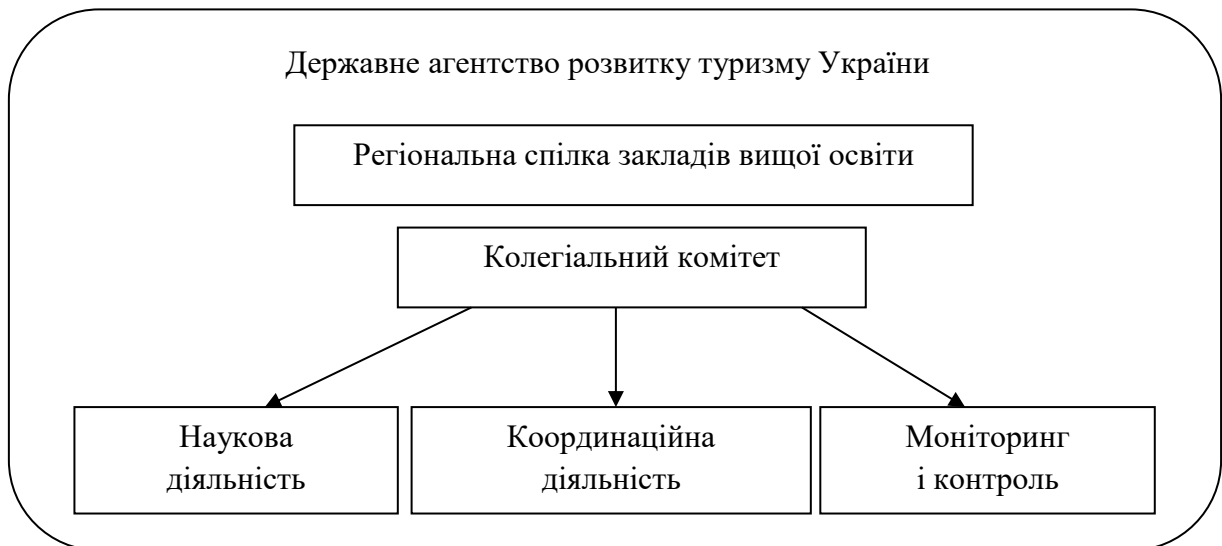 Державне агентство розвитку туризму України
Регіональна спілка закладів вищої освіти
Колегіальний комітет
Наукова
діяльність
Координаційна
діяльність
Моніторинг
і контроль